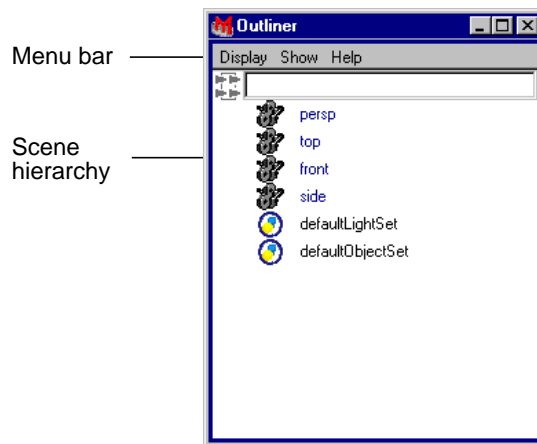 Outliner
Menu bar
Display Show Help
persp
top
Scene
hierarchy
front
side
defaultLightSet
defaultObjectSet